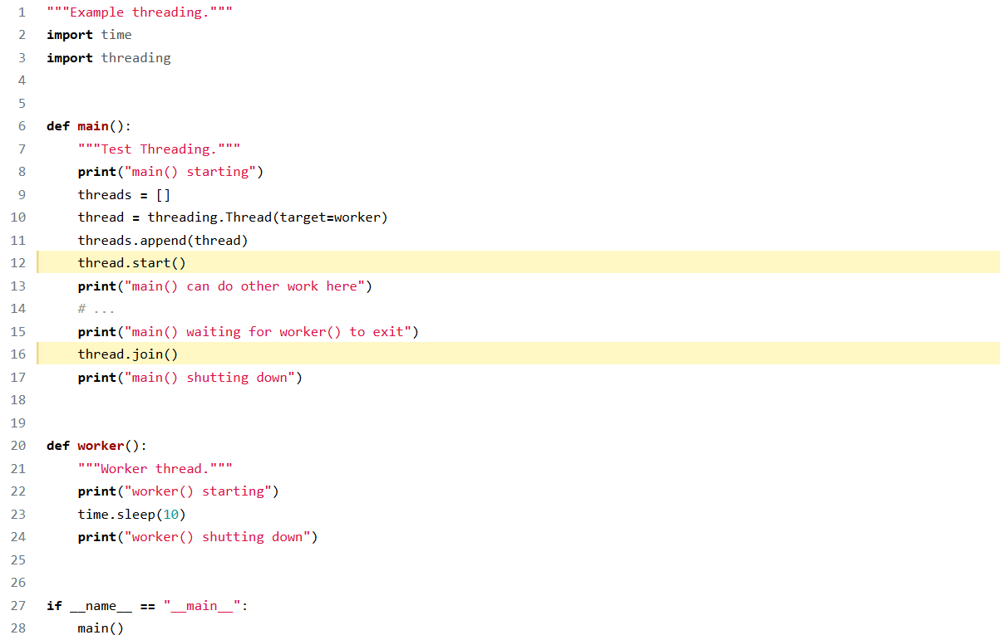 1 """Example threading."""
2 import time
3 import threading
4
5
6 def main():
7     """Test Threading."""
8     print("main() starting")
9     threads = []
10     thread = threading.Thread(target=worker)
11     threads.append(thread)
12     thread.start()
13     print("main() can do other work here")
14     # ...
15     print("main() waiting for worker() to exit")
16     thread.join()
17     print("main() shutting down")
18
19
20 def worker():
21     """Worker thread."""
22     print("worker() starting")
23     time.sleep(10)
24     print("worker() shutting down")
25
26
27 if __name__ == "__main__":
28     main()